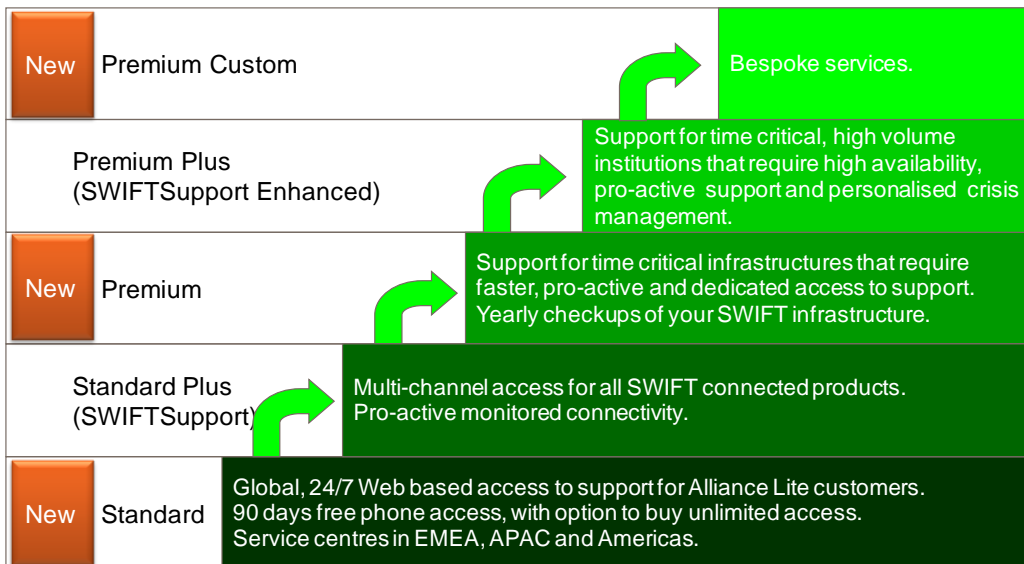 New
Premium Custom
Bespoke services.
Premium Plus
(SWIFTSupport Enhanced)
Support for time critical, high volume
institutions that require high availability,
pro-active support and personalised crisis
management.
New
Premium
Support for time critical infrastructures that require
faster, pro-active and dedicated access to support.
Yearly checkups of your SWIFT infrastructure.
Standard Plus
(SWIFTSupport)
Multi-channel access for all SWIFT connected products.
Pro-active monitored connectivity.
New
Standard
Global, 24/7 Web based access to support for Alliance Lite customers.
90 days free phone access, with option to buy unlimited access.
Service centres in EMEA, APAC and Americas.